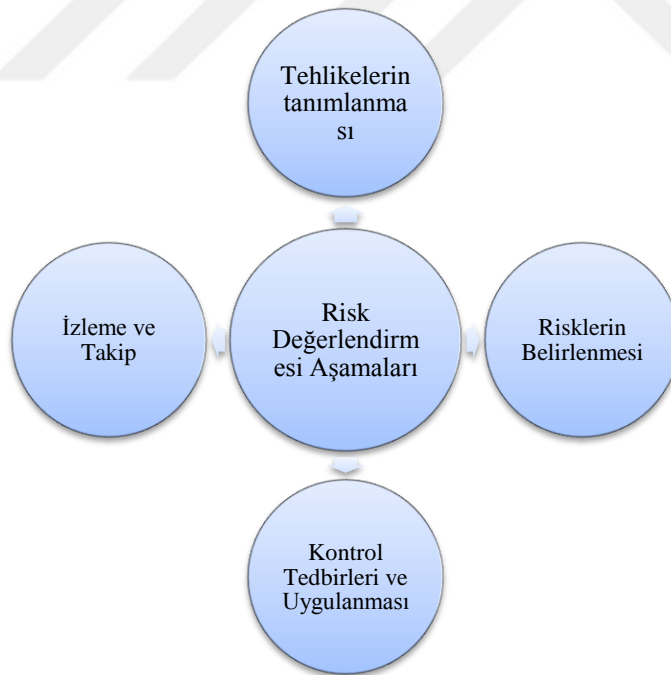 Tehlikelerin
tanımlanma
sı
İzleme ve
Takip
Risk
Değerlendirm
esi Aşamaları
Risklerin
Belirlenmesi
Kontrol
Tedbirleri ve
Uygulanması